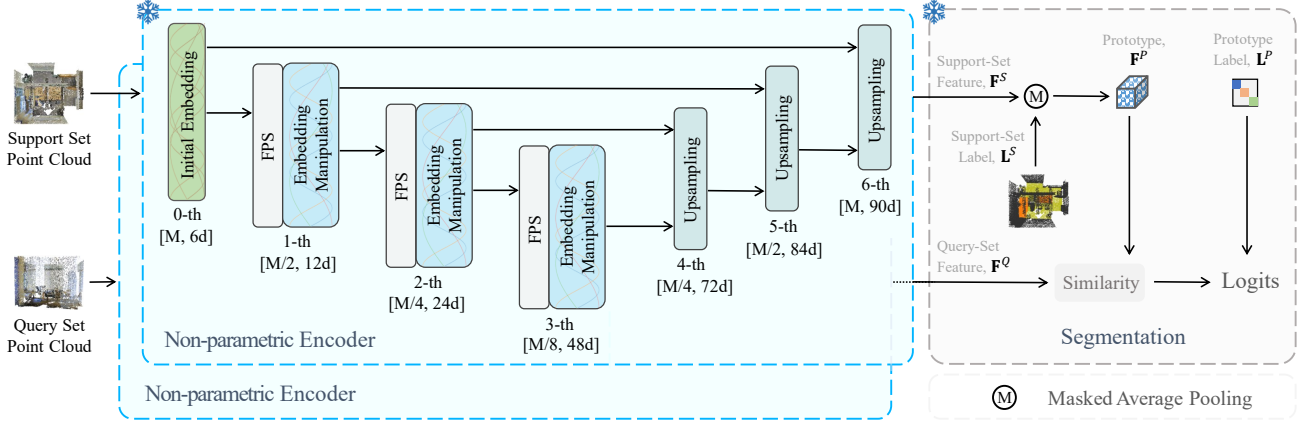 Support Set
Point Cloud
Query Set
Point Cloud
Initial Embedding
0-th
[M, 6d]
FPS
Embedding
Manipulation
1-th
[M/2, 12d]
FPS
Embedding
Manipulation
2-th
[M/4, 24d]
FPS
Embedding
Manipulation
3-th
[M/8, 48d]
Upsampling
4-th
[M/4, 72d]
Upsampling
5-th
[M/2, 84d]
Upsampling
6-th
[M, 90d]
Non-parametric Encoder
Non-parametric Encoder
Support-Set
Feature, F^S
M
Prototype,
F^P
Prototype
Label, L^P
Support-Set
Label, L^S
Query-Set
Feature, F^Q
Similarity
Logits
Segmentation
M Masked Average Pooling